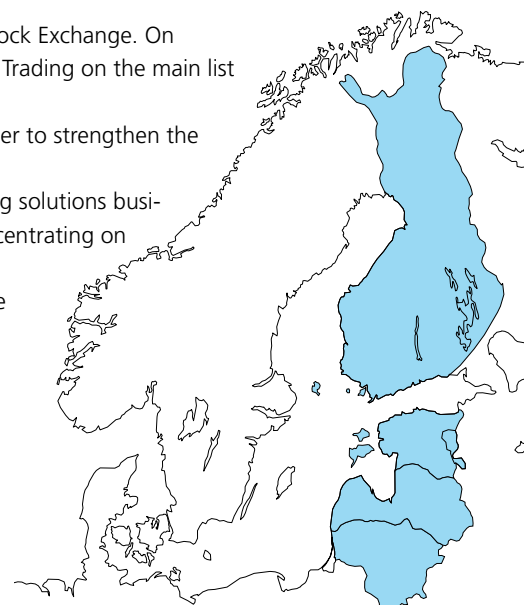 ock Exchange. On
Trading on the main list
er to strengthen the
g solutions busi-
centrating on
e